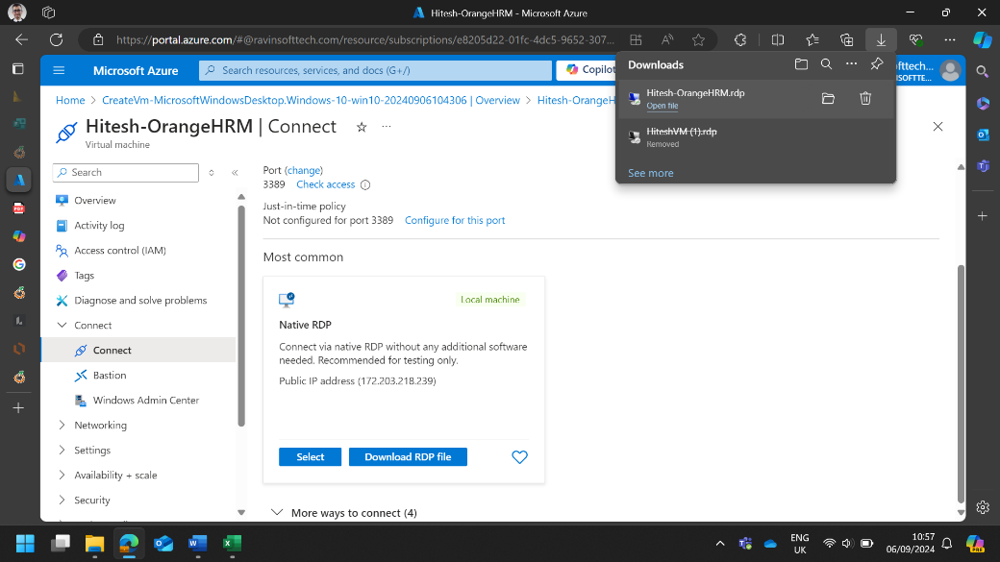 Hitesh-OrangeHRM - Microsoft Azure
https://portal.azure.com/#@ravinsofttech.com/resource/subscriptions/e8205d22-01fc-4dc5-9652-307...
Microsoft Azure
Search resources, services, and docs (G+/)
Copilot
ofttech....
INSOFTTE...
Downloads
Hitesh-OrangeHRM.rdp
Open file
HiteshVM (1).rdp
Removed
See more
Home > CreateVm-MicrosoftWindowsDesktop.Windows-10-win10-20240906104306 | Overview > Hitesh-OrangeH
Hitesh-OrangeHRM | Connect
Virtual machine
Search
Overview
Activity log
Access control (IAM)
Tags
Diagnose and solve problems
Connect
Connect
Bastion
Windows Admin Center
Networking
Settings
Availability + scale
Security
Port (change)
3389 Check access
Just-in-time policy
Not configured for port 3389 Configure for this port
Most common
Local machine
Native RDP
Connect via native RDP without any additional software
needed. Recommended for testing only.
Public IP address (172.203.218.239)
Select
Download RDP file
More ways to connect (4)
ENG
UK
10:57
06/09/2024